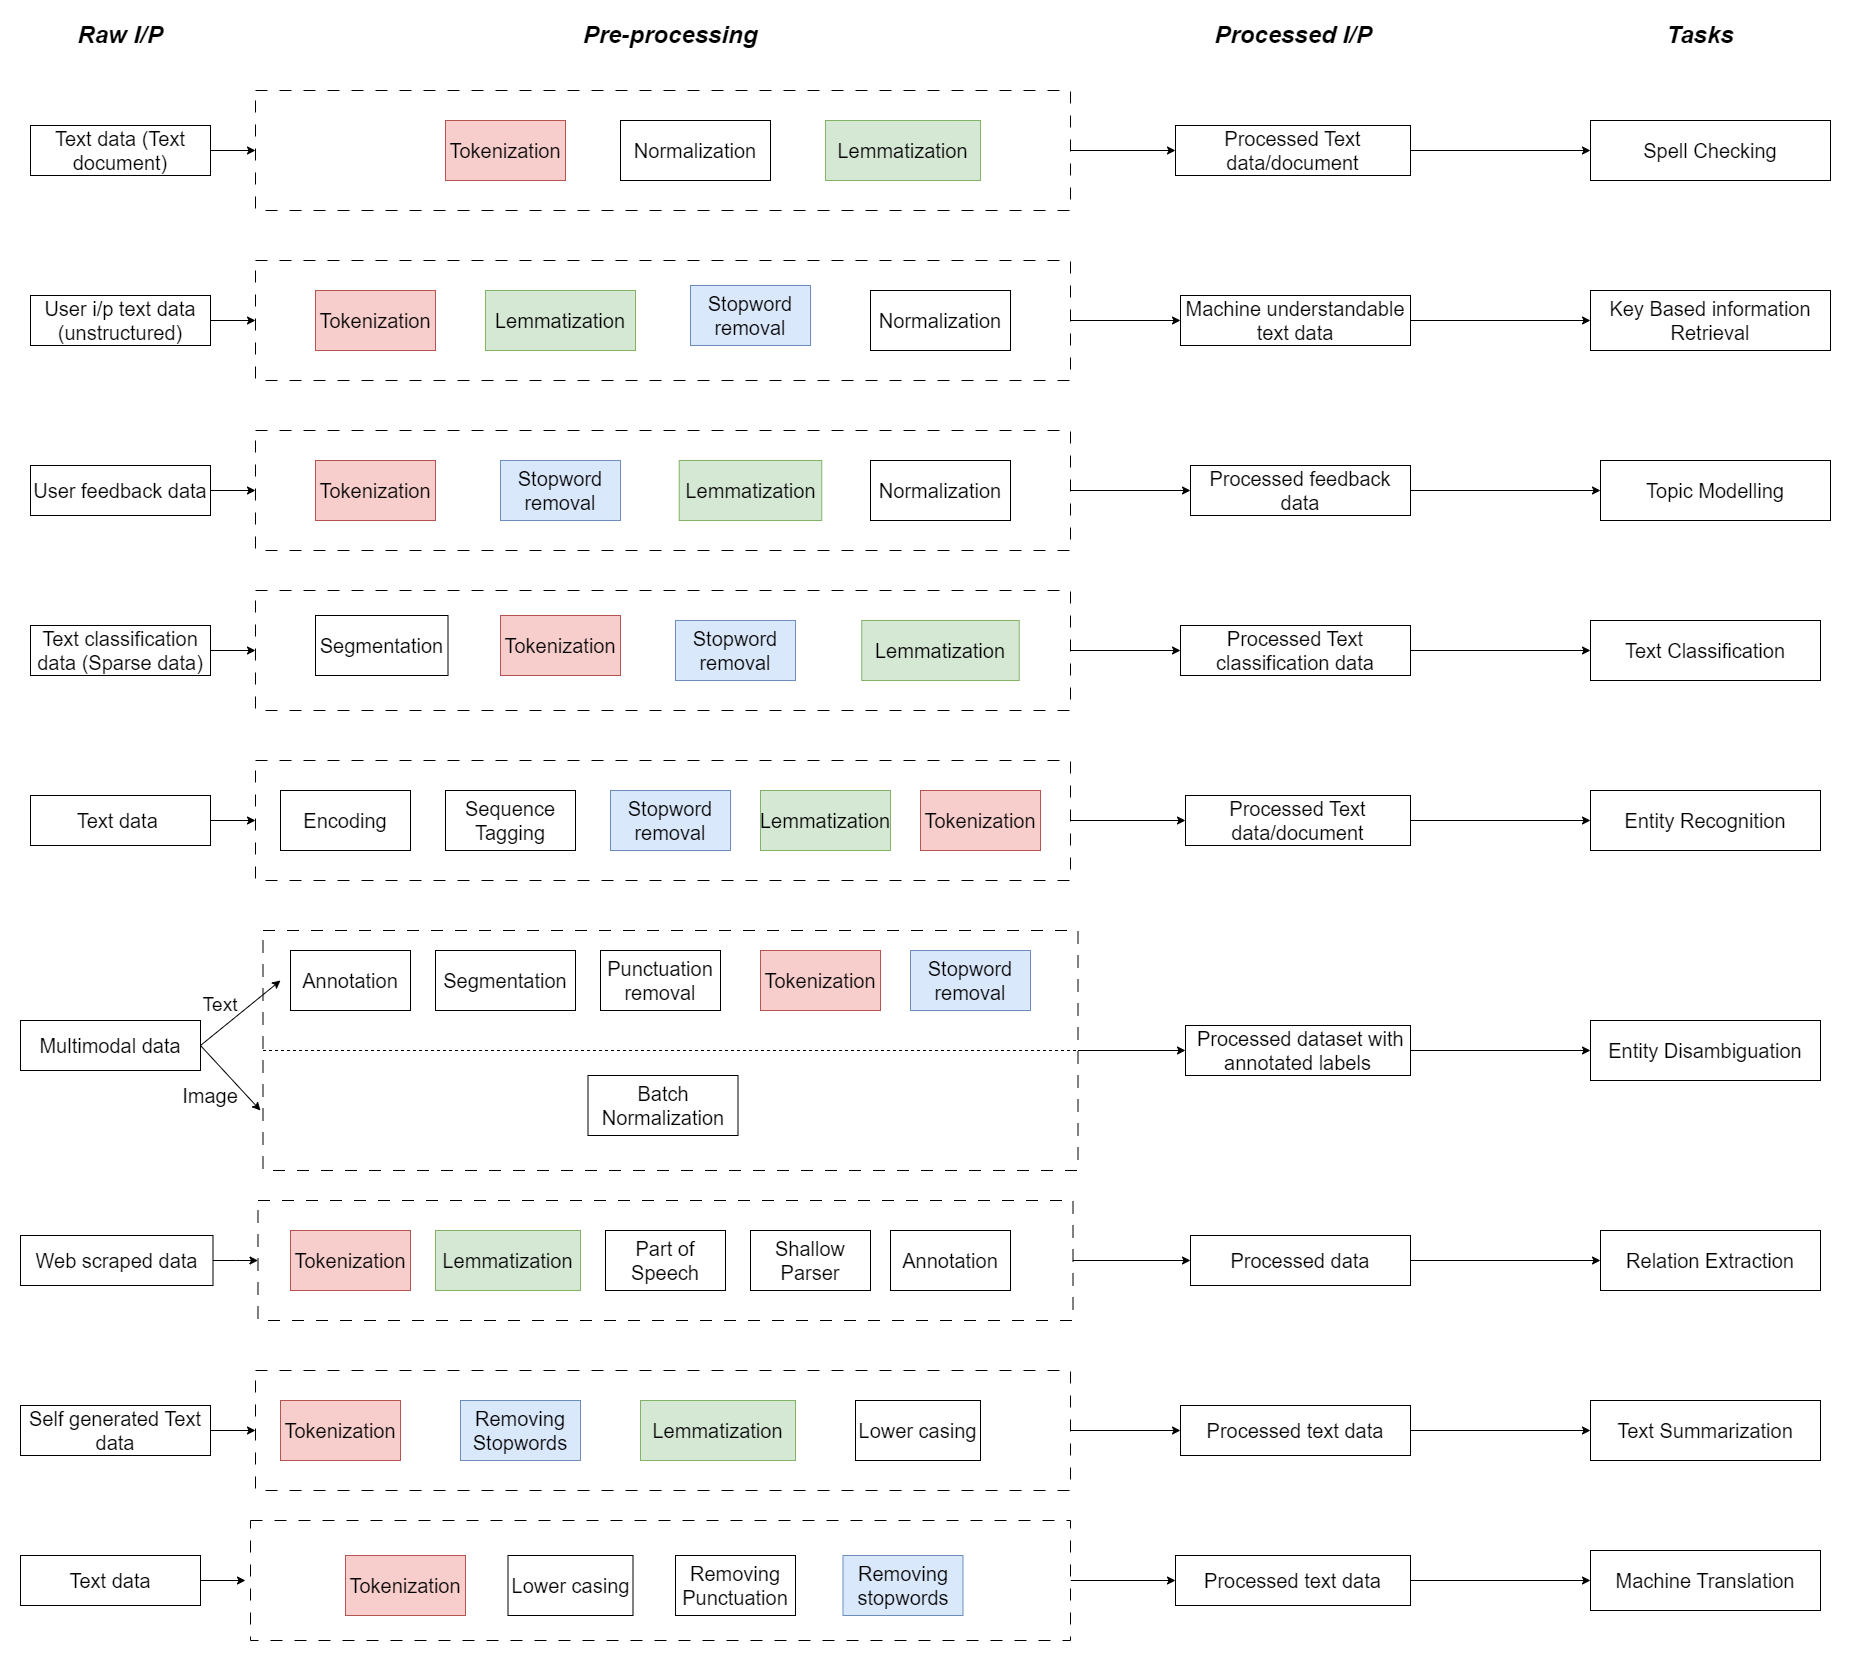 Raw I/P
Pre-processing
Processed I/P
Tasks
Text data (Text
document)
Tokenization
Normalization
Lemmatization
Processed Text
data/document
Spell Checking
User i/p text data
(unstructured)
Tokenization
Lemmatization
Stopword
removal
Normalization
Machine understandable
text data
Key Based information
Retrieval
User feedback data
Tokenization
Stopword
removal
Lemmatization
Normalization
Processed feedback
data
Topic Modelling
Text classification
data (Sparse data)
Segmentation
Tokenization
Stopword
removal
Lemmatization
Processed Text
classification data
Text Classification
Text data
Encoding
Sequence
Tagging
Stopword
removal
Lemmatization
Tokenization
Processed Text
data/document
Entity Recognition
Multimodal data
Text
Image
Annotation
Segmentation
Punctuation
removal
Tokenization
Stopword
removal
Batch
Normalization
Processed dataset with
annotated labels
Entity Disambiguation
Web scraped data
Tokenization
Lemmatization
Part of
Speech
Shallow
Parser
Annotation
Processed data
Relation Extraction
Self generated Text
data
Tokenization
Removing
Stopwords
Lemmatization
Lower casing
Processed text data
Text Summarization
Text data
Tokenization
Lower casing
Removing
Punctuation
Removing
stopwords
Processed text data
Machine Translation